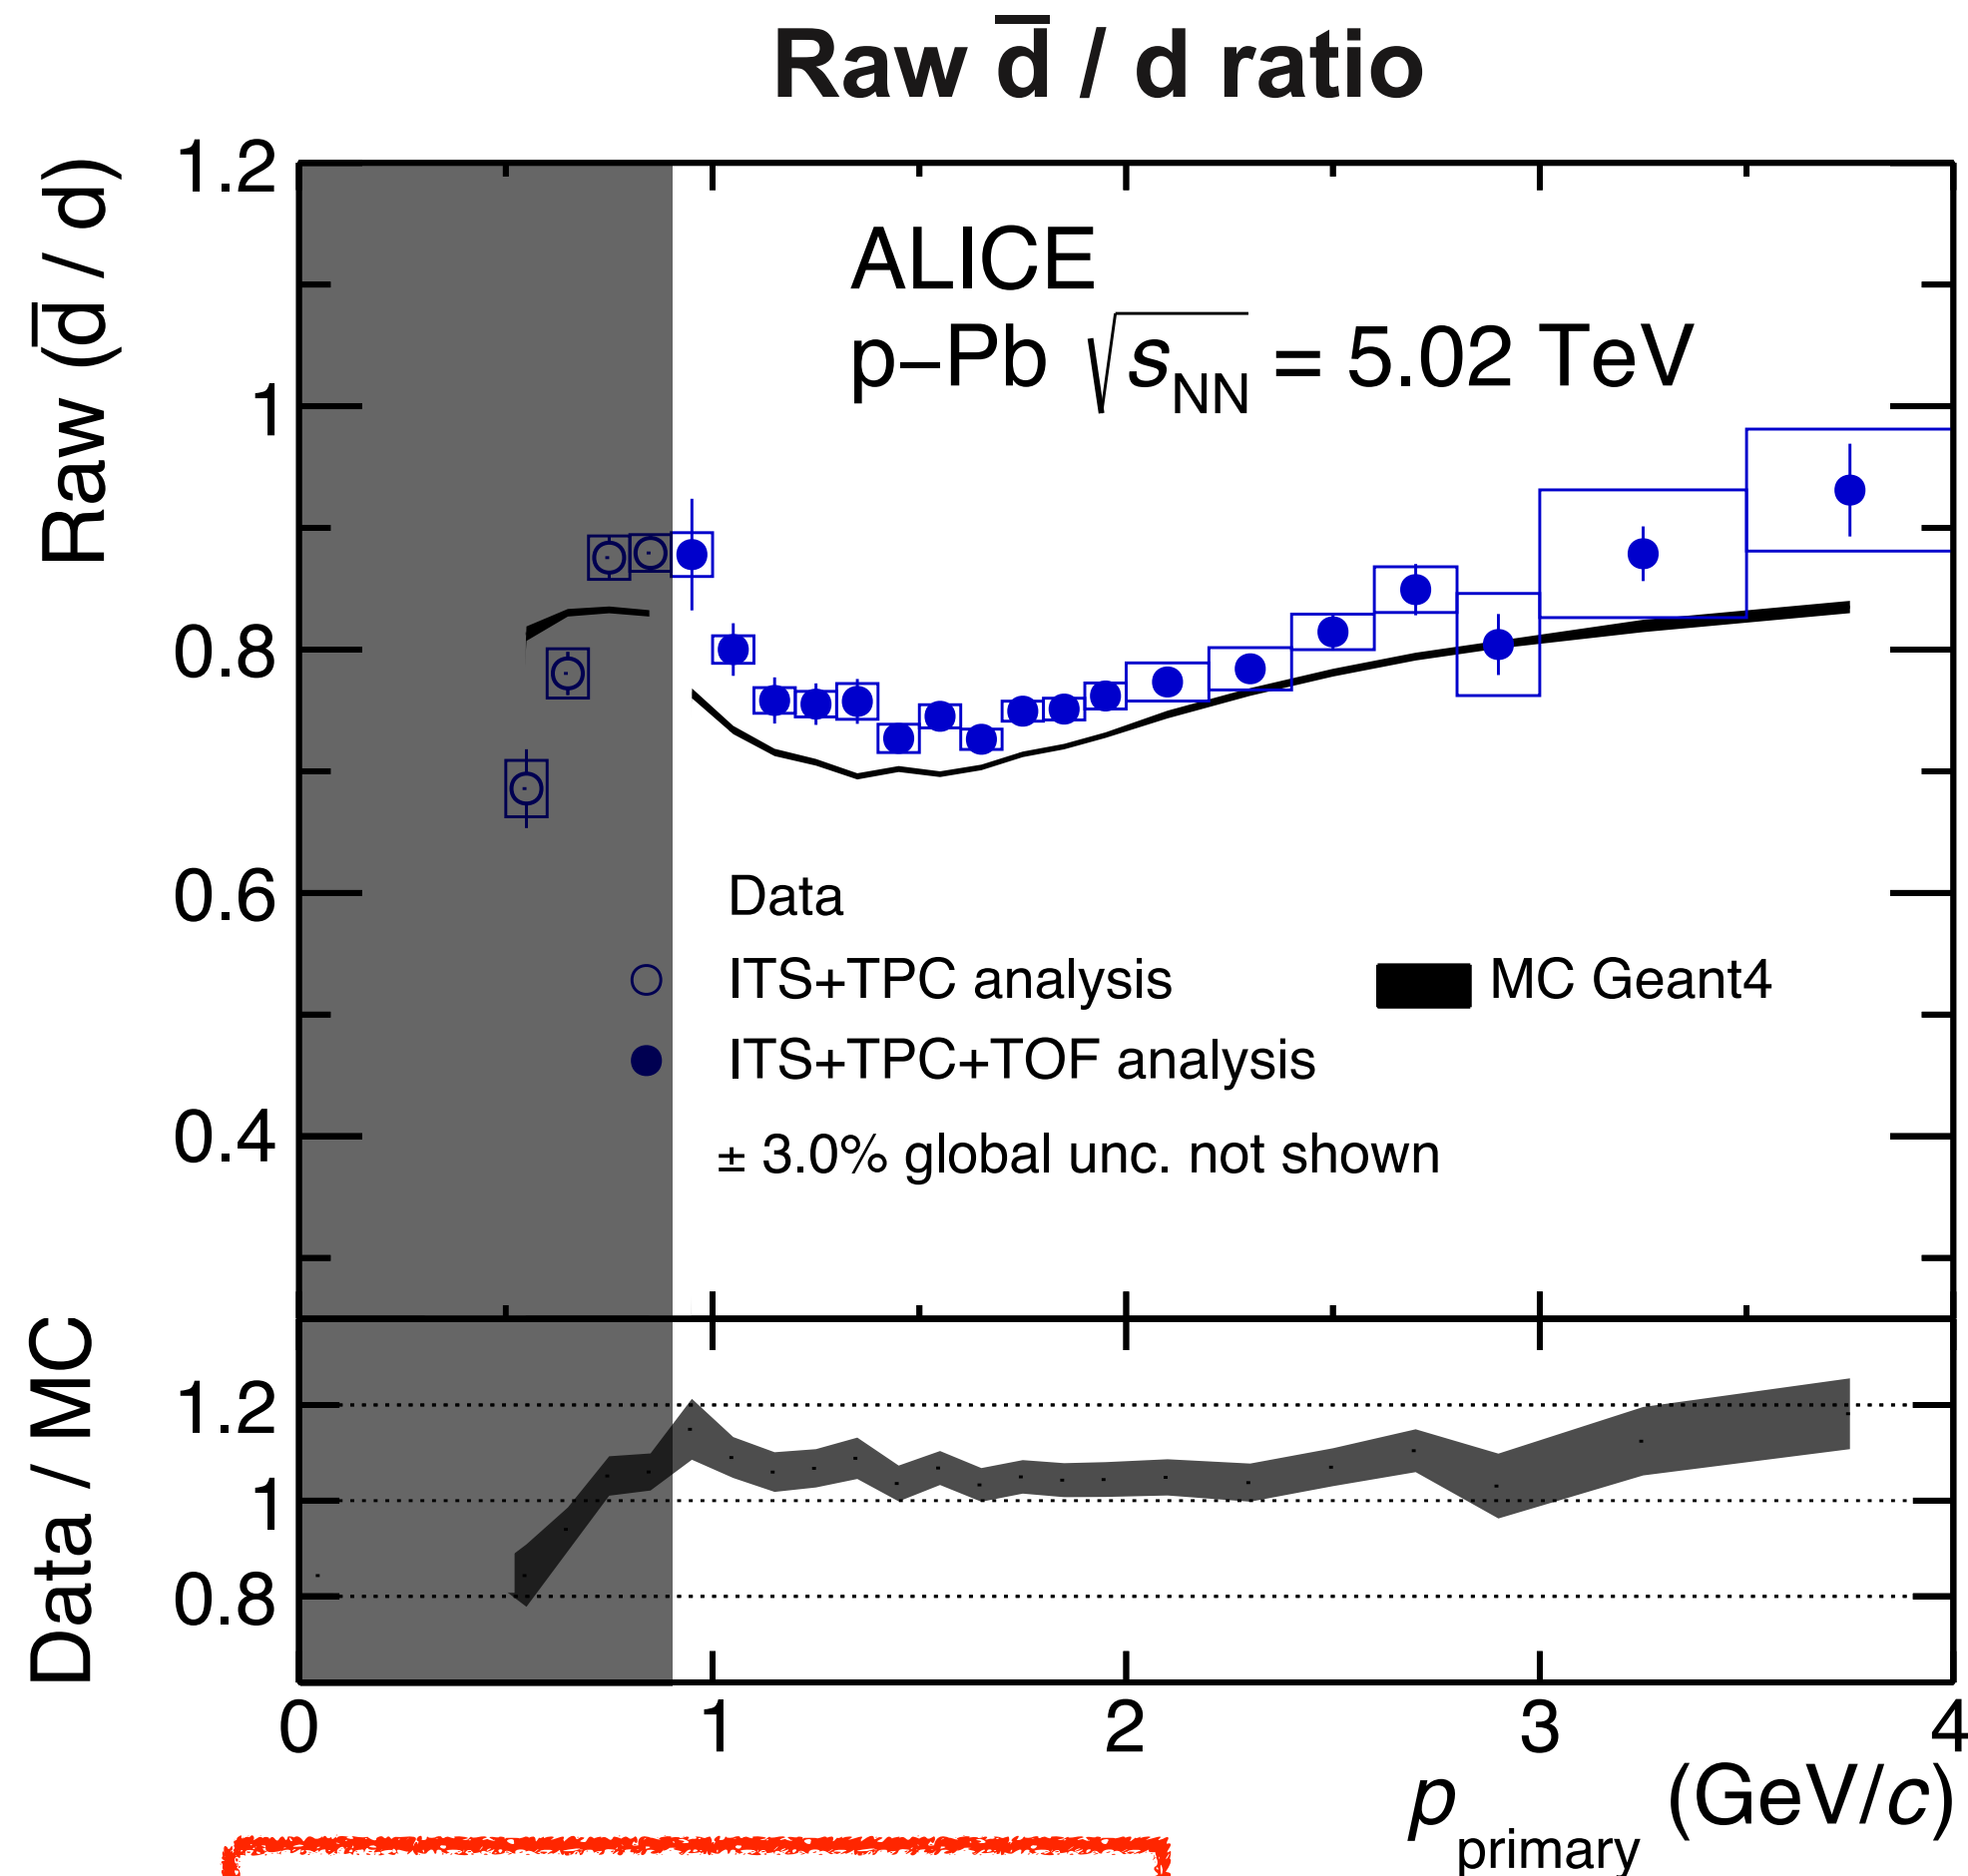 Raw d̅ / d ratio
Raw (d̅ / d)
1.2
1
0.8
0.6
0.4
ALICE
p–Pb √sNN = 5.02 TeV
Data
ITS+TPC analysis
MC Geant4
ITS+TPC+TOF analysis
± 3.0% global unc. not shown
Data / MC
1.2
1
0.8
0 1 2 3 4
pprimary (GeV/c)